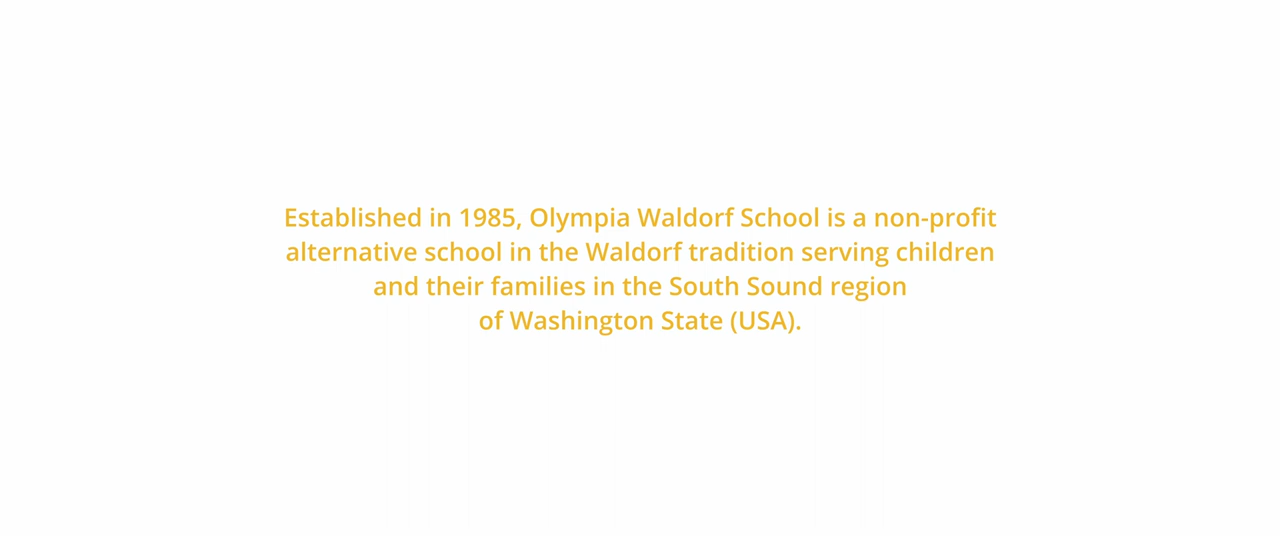 Established in 1985, Olympia Waldorf School is a non-profit
alternative school in the Waldorf tradition serving children
and their families in the South Sound region
of Washington State (USA).